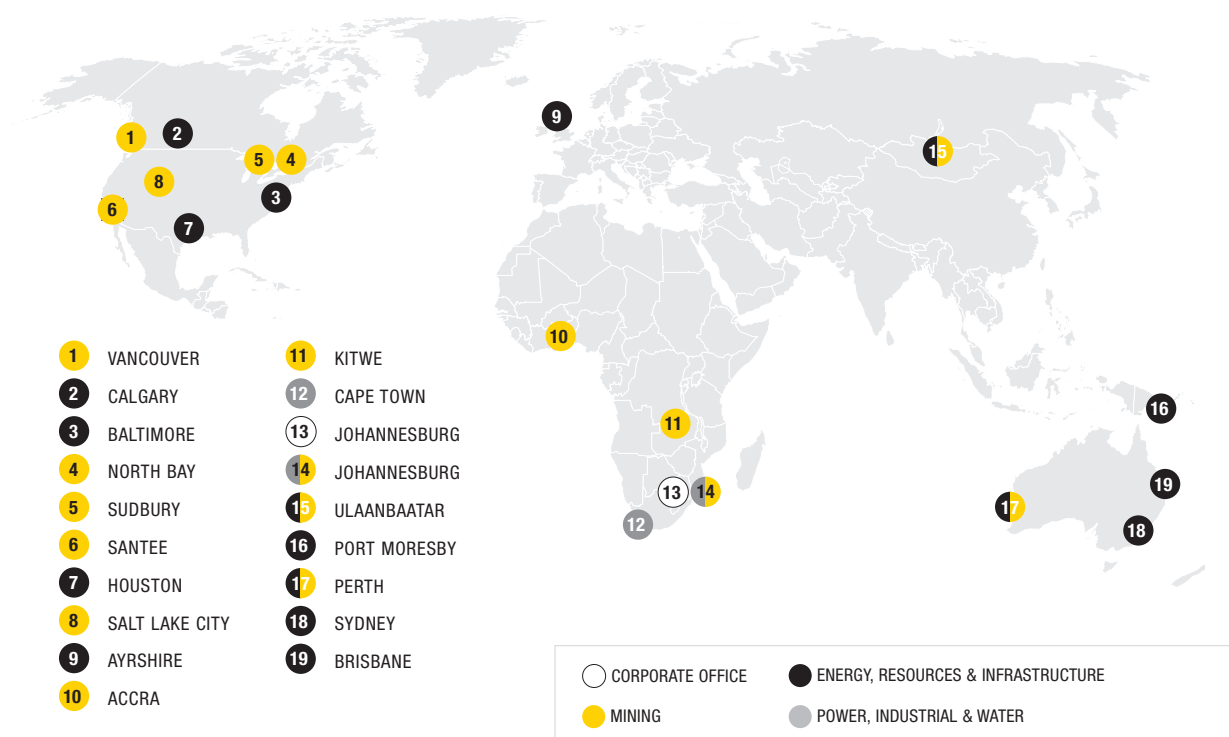 1
2
3
4
5
6
7
8
9
10
11
12
13
14
15
16
17
18
19
1 VANCOUVER
2 CALGARY
3 BALTIMORE
4 NORTH BAY
5 SUDBURY
6 SANTEE
7 HOUSTON
8 SALT LAKE CITY
9 AYRSHIRE
10 ACCRA
11 KITWE
12 CAPE TOWN
13 JOHANNESBURG
14 JOHANNESBURG
15 ULAANBAATAR
16 PORT MORESBY
17 PERTH
18 SYDNEY
19 BRISBANE
CORPORATE OFFICE
MINING
ENERGY, RESOURCES & INFRASTRUCTURE
POWER, INDUSTRIAL & WATER